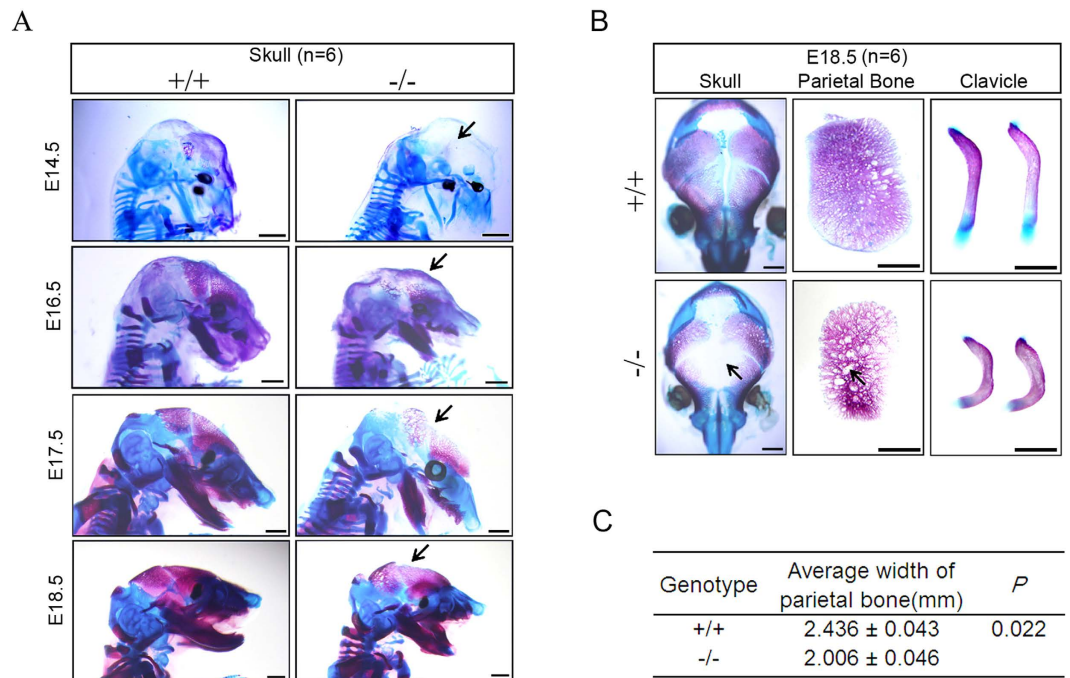 A
Skull (n=6)
+/+ -/-
E14.5
E16.5
E17.5
E18.5
B
E18.5 (n=6)
Skull Parietal Bone Clavicle
+/+
-/-
C
Genotype Average width of parietal bone(mm) P
+/+ 2.436 ± 0.043 0.022
-/- 2.006 ± 0.046